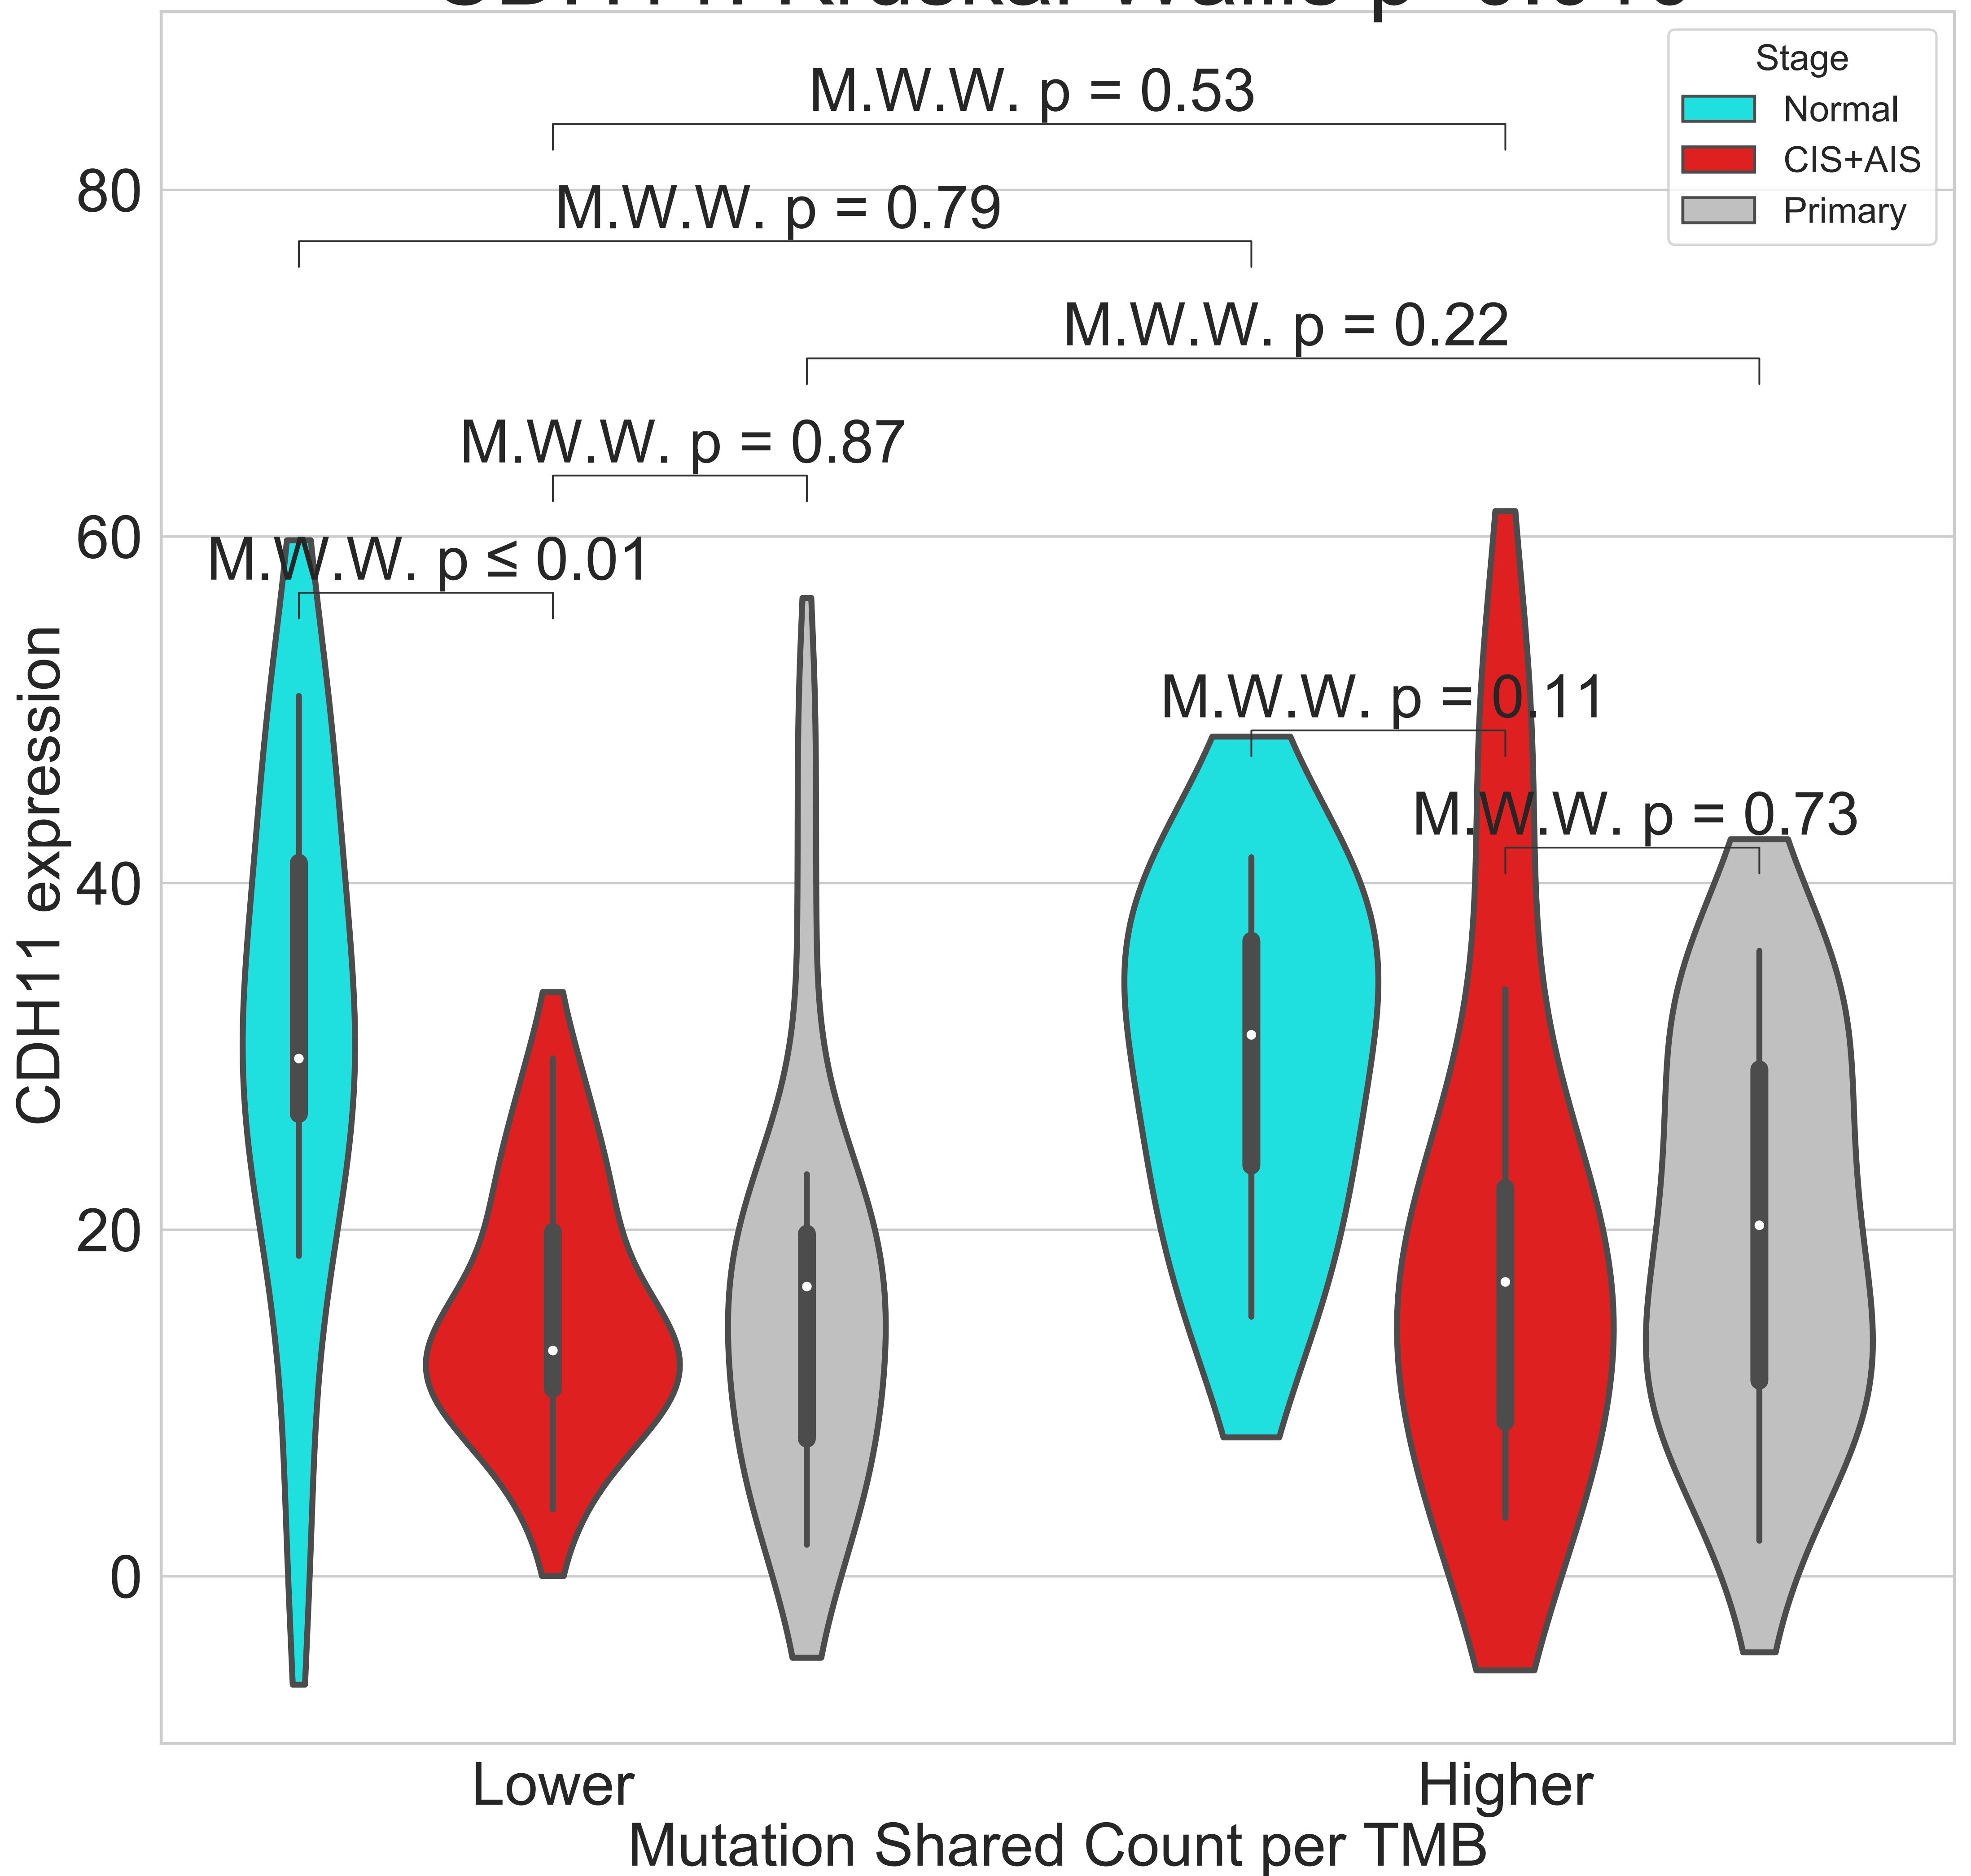 M.W.W. p = 0.53
Stage
Normal
CIS+AIS
Primary
80
M.W.W. p = 0.79
M.W.W. p = 0.22
M.W.W. p = 0.87
60
M.W.W. p ≤ 0.01
M.W.W. p = 0.11
M.W.W. p = 0.73
40
CDH11 expression
20
0
Lower
Higher
Mutation Shared Count per TMB